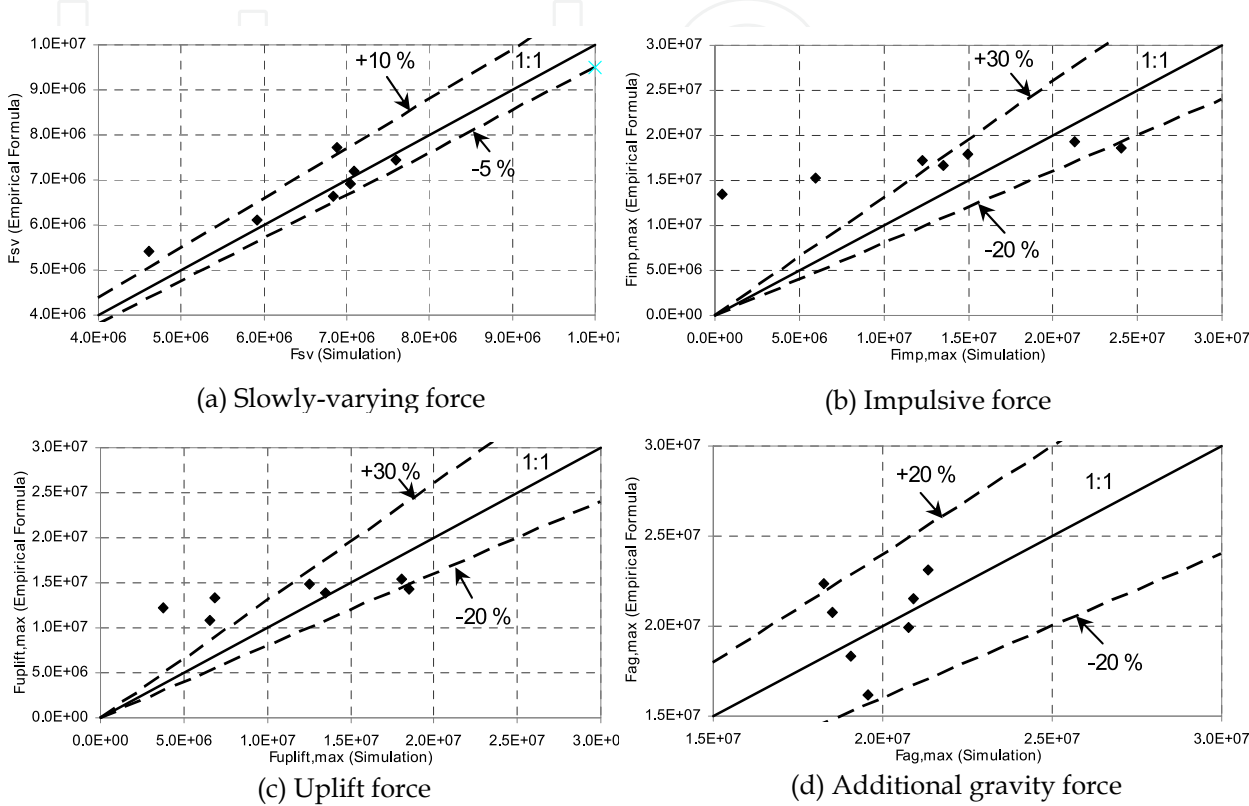 1.0E+07
9.0E+06
8.0E+06
7.0E+06
6.0E+06
5.0E+06
4.0E+06
Fsv (Empirical Formula)
+10 %
1:1
-5 %
4.0E+06 5.0E+06 6.0E+06 7.0E+06 8.0E+06 9.0E+06 1.0E+07
Fsv (Simulation)
(a) Slowly-varying force
3.0E+07
2.5E+07
2.0E+07
1.5E+07
1.0E+07
5.0E+06
0.0E+00
Fimp,max (Empirical Formula)
+30 %
1:1
-20 %
0.0E+00 5.0E+06 1.0E+07 1.5E+07 2.0E+07 2.5E+07 3.0E+07
Fimp,max (Simulation)
(b) Impulsive force
3.0E+07
2.5E+07
2.0E+07
1.5E+07
1.0E+07
5.0E+06
0.0E+00
Fuplift,max (Empirical Formula)
+30 %
1:1
-20 %
0.0E+00 5.0E+06 1.0E+07 1.5E+07 2.0E+07 2.5E+07 3.0E+07
Fuplift,max (Simulation)
(c) Uplift force
3.0E+07
2.5E+07
2.0E+07
1.5E+07
Fag,max (Empirical Formula)
+20 %
1:1
-20 %
1.5E+07 2.0E+07 2.5E+07 3.0E+07
Fag,max (Simulation)
(d) Additional gravity force